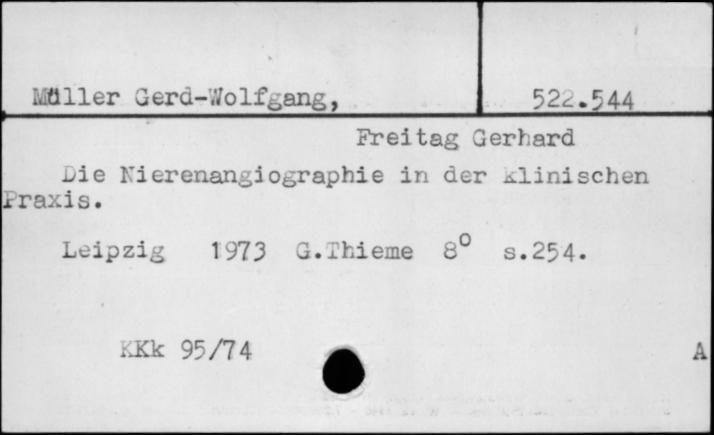 Müller Gerd-Wolfgang, 522.544
Freitag Gerhard
Die Nierenangiographie in der klinischen
Praxis.
Leipzig 1973 G.Thieme 8° s.254.
KKk 95/74 A